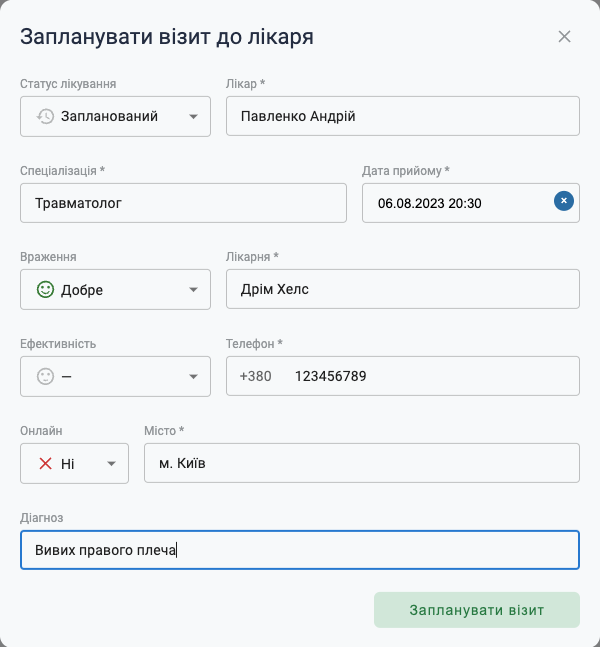 Запланувати візит до лікаря
Статус лікування
Лікар *
Запланований
Павленко Андрій
Спеціалізація *
Дата прийому *
Травматолог
06.08.2023 20:30
Враження
Лікарня *
Добре
Дрім Хелс
Ефективність
Телефон *
—
+380 123456789
Онлайн
Місто *
Ні
м. Київ
Діагноз
Вивих правого плеча
Запланувати візит